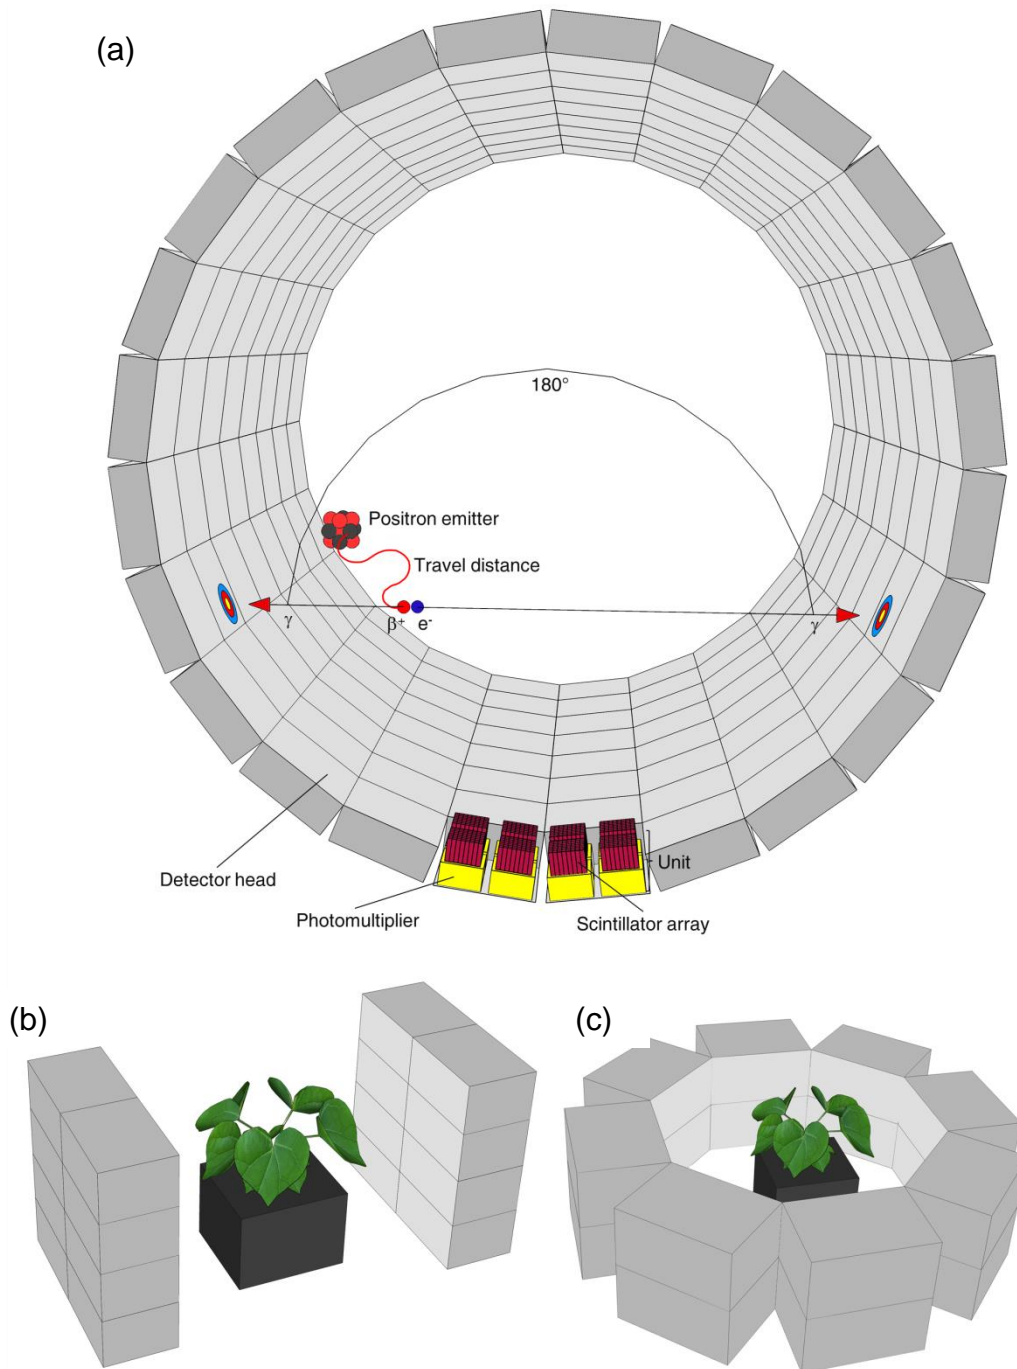 (a)
180°
Positron emitter
Travel distance
γ
β⁺ e⁻
γ
Unit
Detector head
Photomultiplier
Scintillator array
(b)
(c)